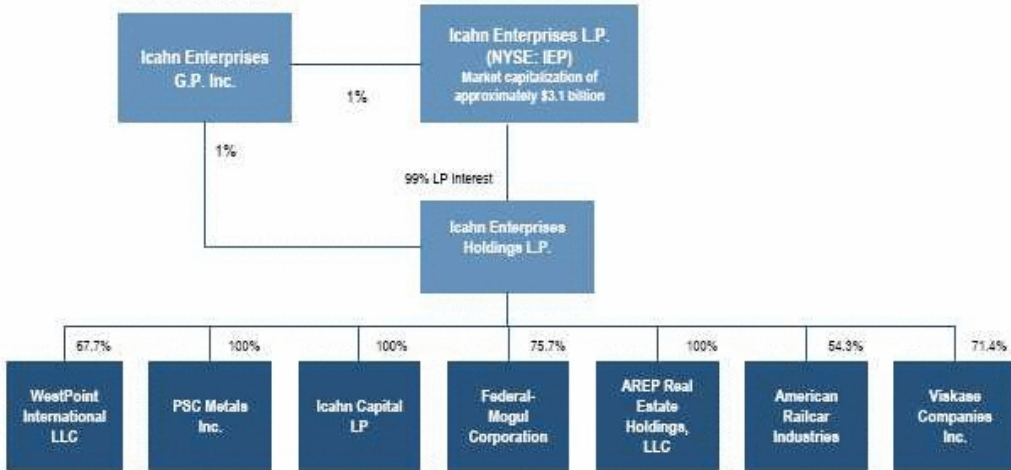 Icahn Enterprises
G.P. Inc.
Icahn Enterprises L.P.
(NYSE: IEP)
Market capitalization of
approximately $3.1 billion
1%
1%
99% LP Interest
Icahn Enterprises
Holdings L.P.
67.7%
100%
100%
75.7%
100%
54.3%
71.4%
WestPoint
International
LLC
PSC Metals
Inc.
Icahn Capital
LP
Federal-
Mogul
Corporation
AREP Real
Estate
Holdings,
LLC
American
Railcar
Industries
Viskase
Companies
Inc.